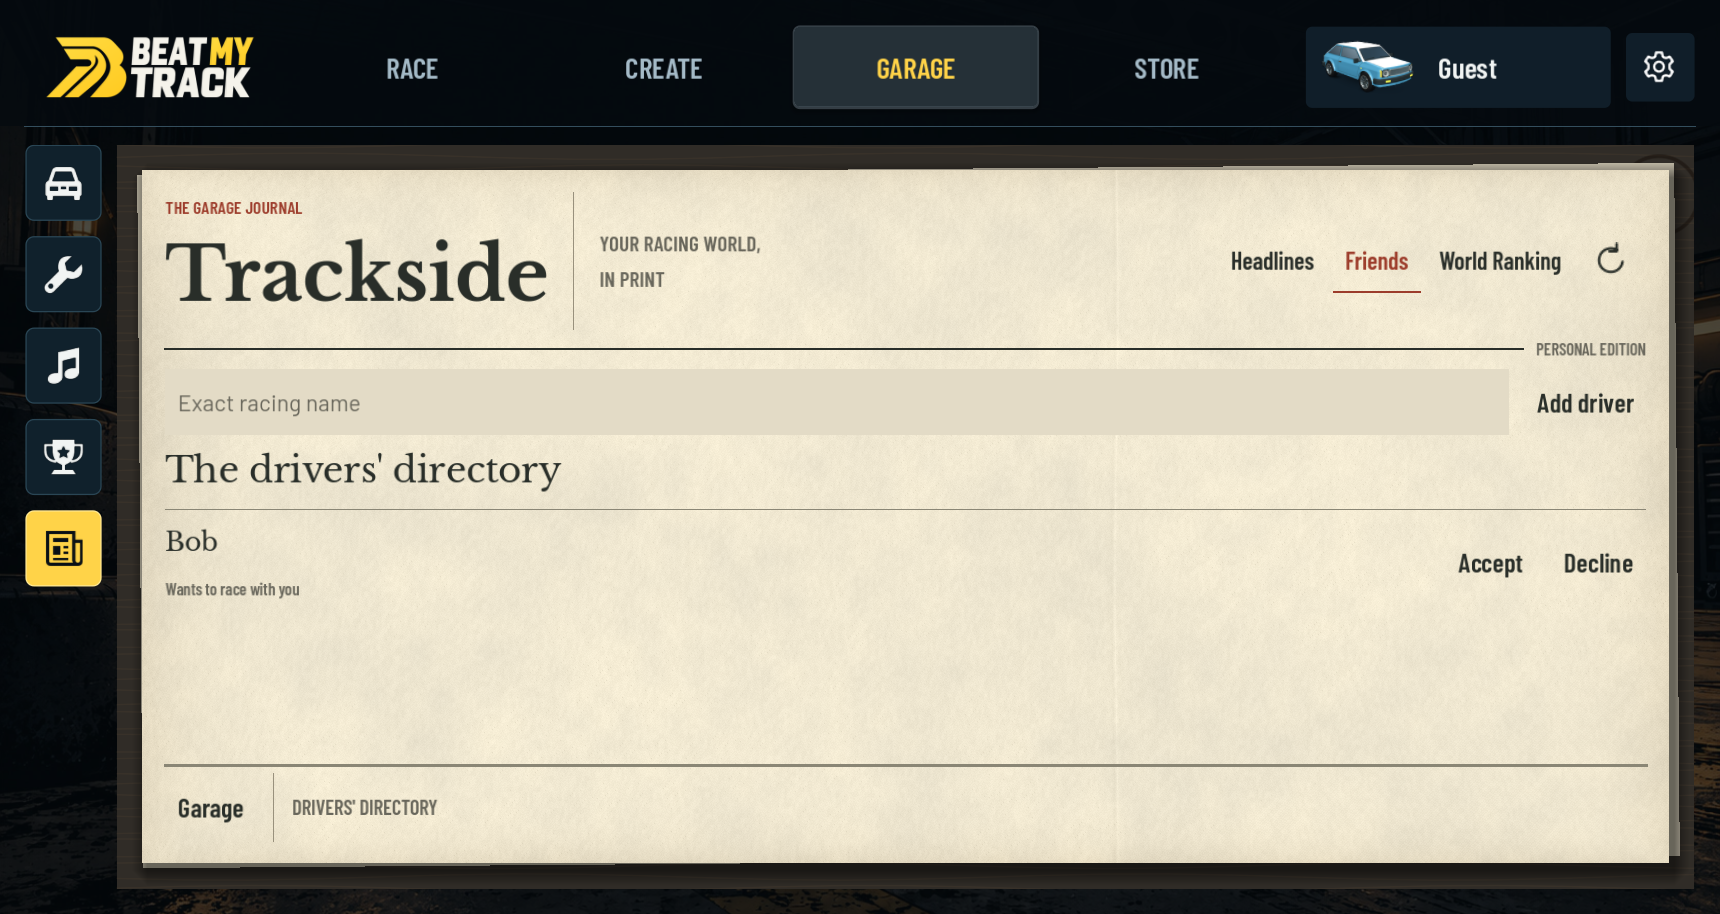 BEAT MY
TRACK
RACE
CREATE
GARAGE
STORE
Guest
THE GARAGE JOURNAL
Trackside
YOUR RACING WORLD,
IN PRINT
Headlines
Friends
World Ranking
PERSONAL EDITION
Exact racing name
Add driver
The drivers' directory
Bob
Wants to race with you
Accept
Decline
Garage
DRIVERS' DIRECTORY